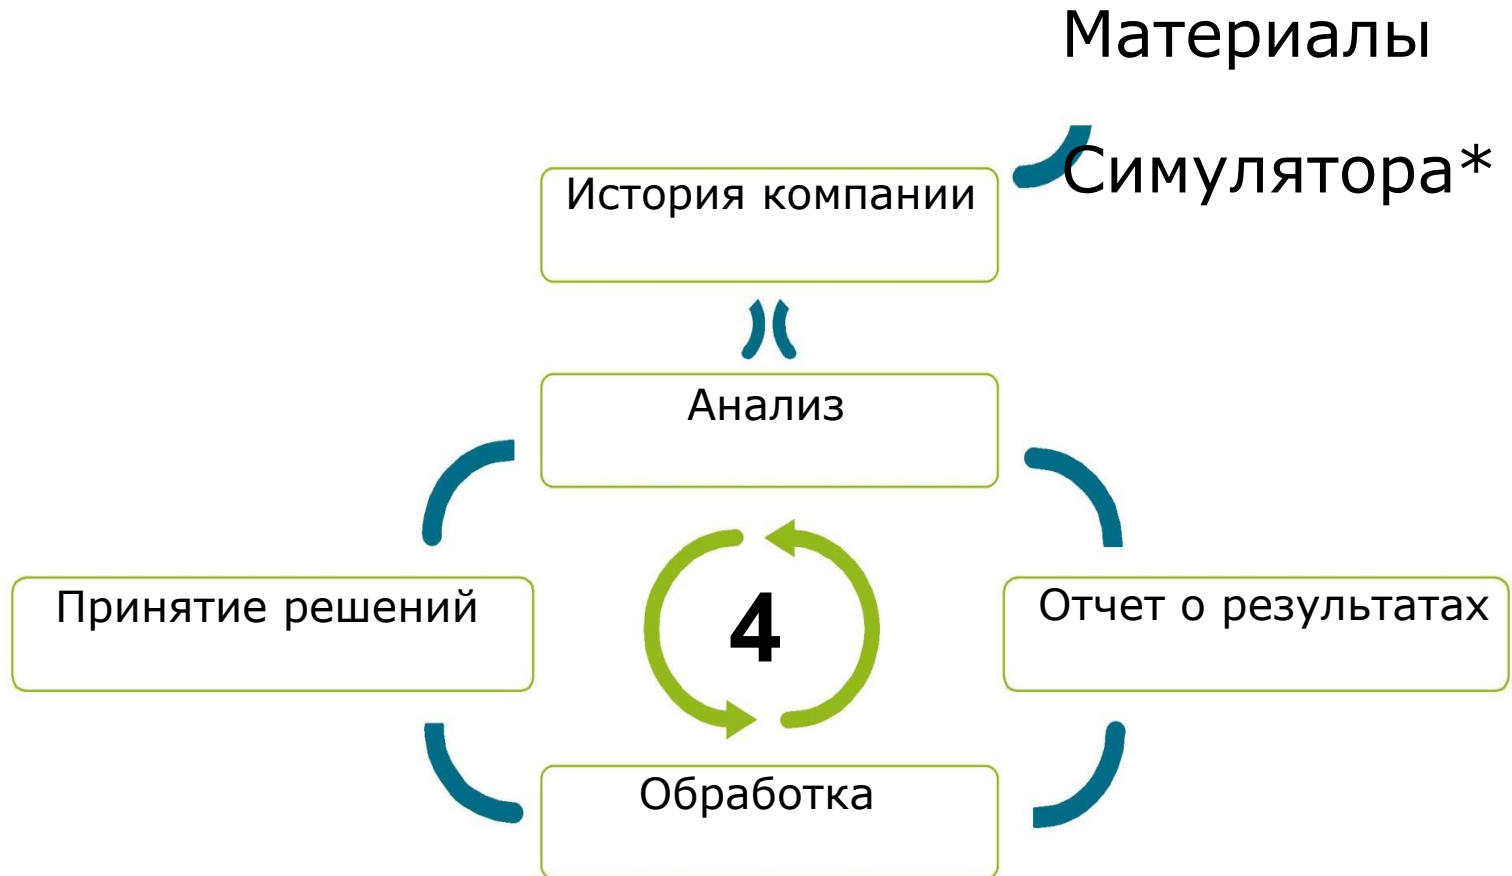 Материалы
Симулятора*
История компании
Анализ
Принятие решений
4
Отчет о результатах
Обработка